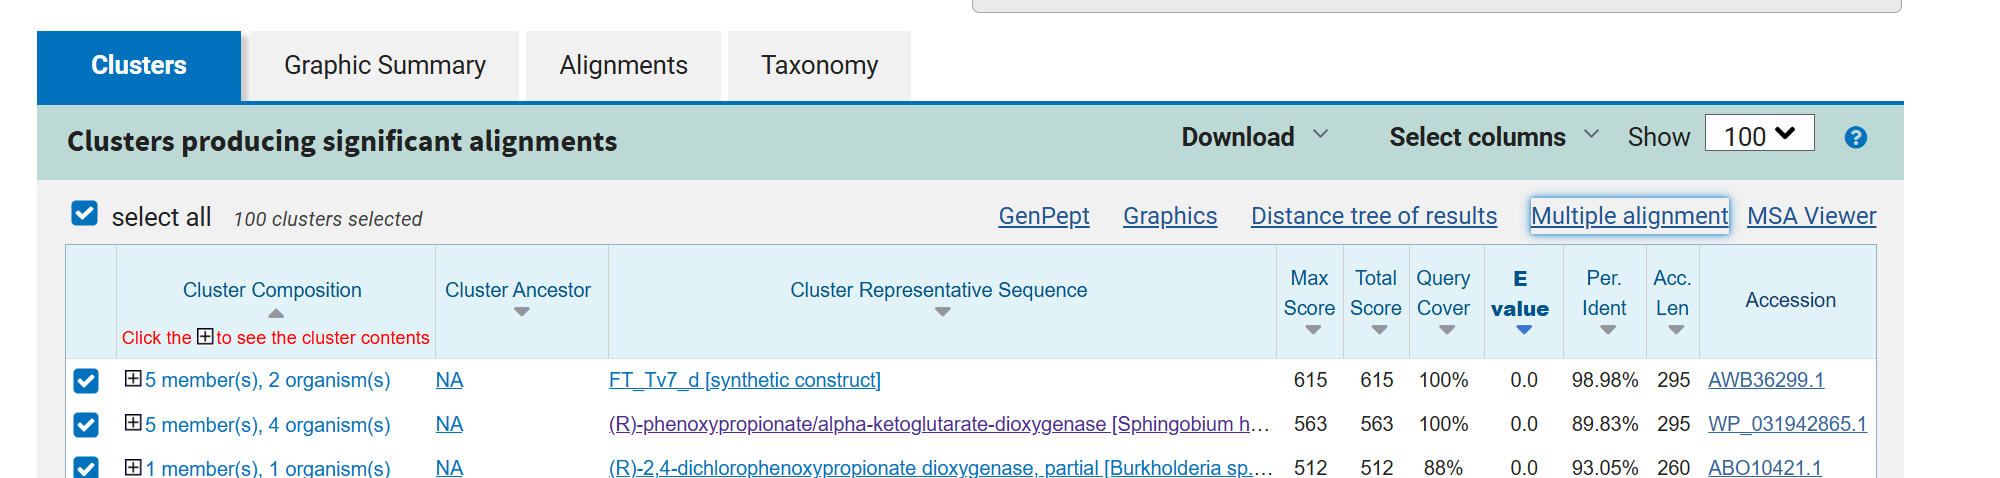 Clusters Graphic Summary Alignments Taxonomy
Clusters producing significant alignments Download Select columns Show 100 ?
select all 100 clusters selected GenPept Graphics Distance tree of results Multiple alignment MSA Viewer
Cluster Composition Cluster Ancestor Cluster Representative Sequence Max Score Total Score Query Cover E value Per. Ident Acc. Len Accession
Click the to see the cluster contents
5 member(s), 2 organism(s) NA FT_Tv7_d [synthetic construct] 615 615 100% 0.0 98.98% 295 AWB36299.1
5 member(s), 4 organism(s) NA (R)-phenoxypropionate/alpha-ketoglutarate-dioxygenase [Sphingobium h... 563 563 100% 0.0 89.83% 295 WP_031942865.1
1 member(s), 1 organism(s) NA (R)-2,4-dichlorophenoxypropionate dioxygenase, partial [Burkholderia sp.... 512 512 88% 0.0 93.05% 260 ABO10421.1